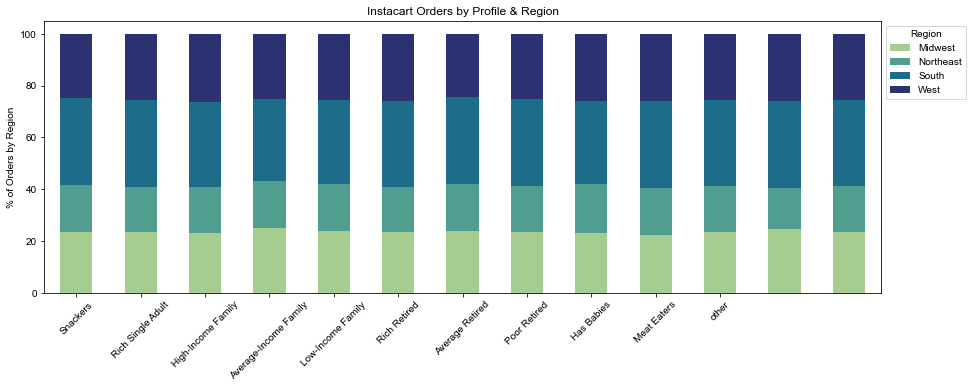 Instacart Orders by Profile & Region
% of Orders by Region
100
80
60
40
20
0
Snackers
Rich Single Adult
High-Income Family
Average-Income Family
Low-Income Family
Rich Retired
Average Retired
Poor Retired
Has Babies
Meat Eaters
other
Region
Midwest
Northeast
South
West